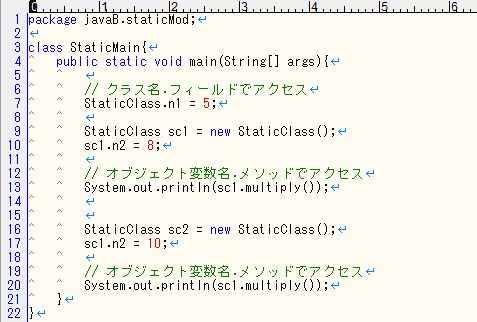 0 1 2 3 4 5 6
1 package javaB.staticMod;↵
2 ↵
3 class StaticMain{↵
4 ^ public static void main(String[] args){↵
5 ^ ^ ↵
6 ^ ^ // クラス名.フィールドでアクセス↵
7 ^ ^ StaticClass.n1 = 5;↵
8 ^ ^ ↵
9 ^ ^ StaticClass sc1 = new StaticClass();↵
10 ^ ^ sc1.n2 = 8;↵
11 ^ ^ ↵
12 ^ ^ // オブジェクト変数名.メソッドでアクセス↵
13 ^ ^ System.out.println(sc1.multiply());↵
14 ^ ^ ↵
15 ^ ^ ↵
16 ^ ^ StaticClass sc2 = new StaticClass();↵
17 ^ ^ sc1.n2 = 10;↵
18 ^ ^ ↵
19 ^ ^ // オブジェクト変数名.メソッドでアクセス↵
20 ^ ^ System.out.println(sc1.multiply());↵
21 ^ }↵
22 }↵